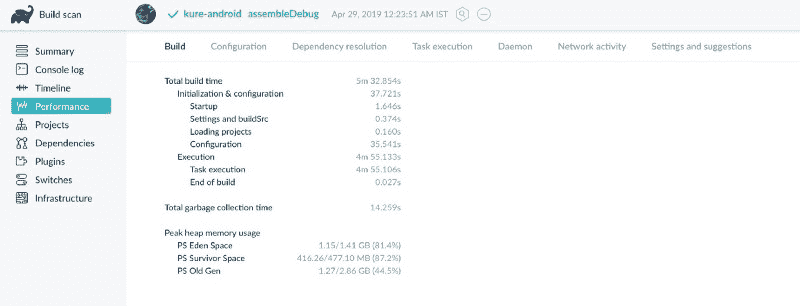 Build scan
kure-android assembleDebug Apr 29, 2019 12:23:51 AM IST
Summary
Console log
Timeline
Performance
Projects
Dependencies
Plugins
Switches
Infrastructure
Build Configuration Dependency resolution Task execution Daemon Network activity Settings and suggestions
Total build time 5m 32.854s
Initialization & configuration 37.721s
Startup 1.646s
Settings and buildSrc 0.374s
Loading projects 0.160s
Configuration 35.541s
Execution 4m 55.133s
Task execution 4m 55.106s
End of build 0.027s
Total garbage collection time 14.259s
Peak heap memory usage
PS Eden Space 1.15/1.41 GB (81.4%)
PS Survivor Space 416.26/477.10 MB (87.2%)
PS Old Gen 1.27/2.86 GB (44.5%)